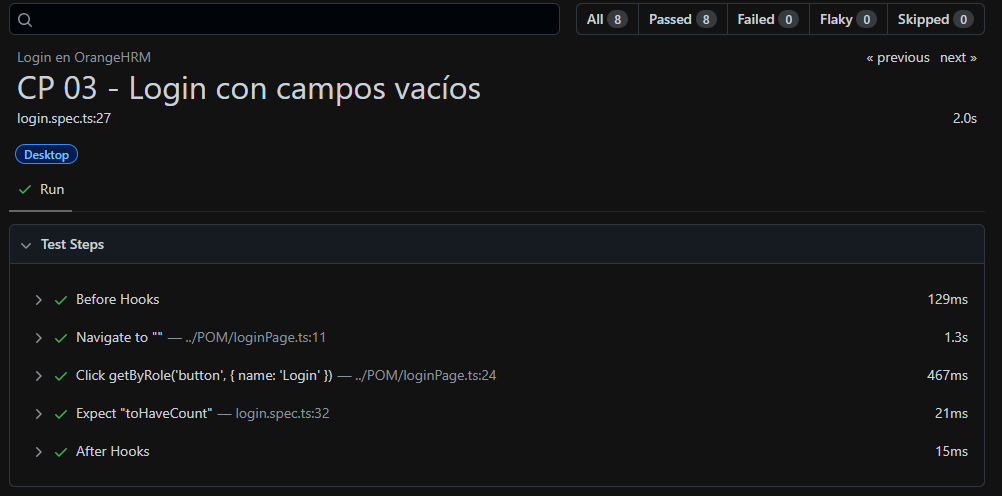 All 8 Passed 8 Failed 0 Flaky 0 Skipped 0
Login en OrangeHRM « previous next »
CP 03 - Login con campos vacíos
login.spec.ts:27 2.0s
Desktop
Run
Test Steps
Before Hooks 129ms
Navigate to "" — ../POM/loginPage.ts:11 1.3s
Click getByRole('button', { name: 'Login' }) — ../POM/loginPage.ts:24 467ms
Expect "toHaveCount" — login.spec.ts:32 21ms
After Hooks 15ms